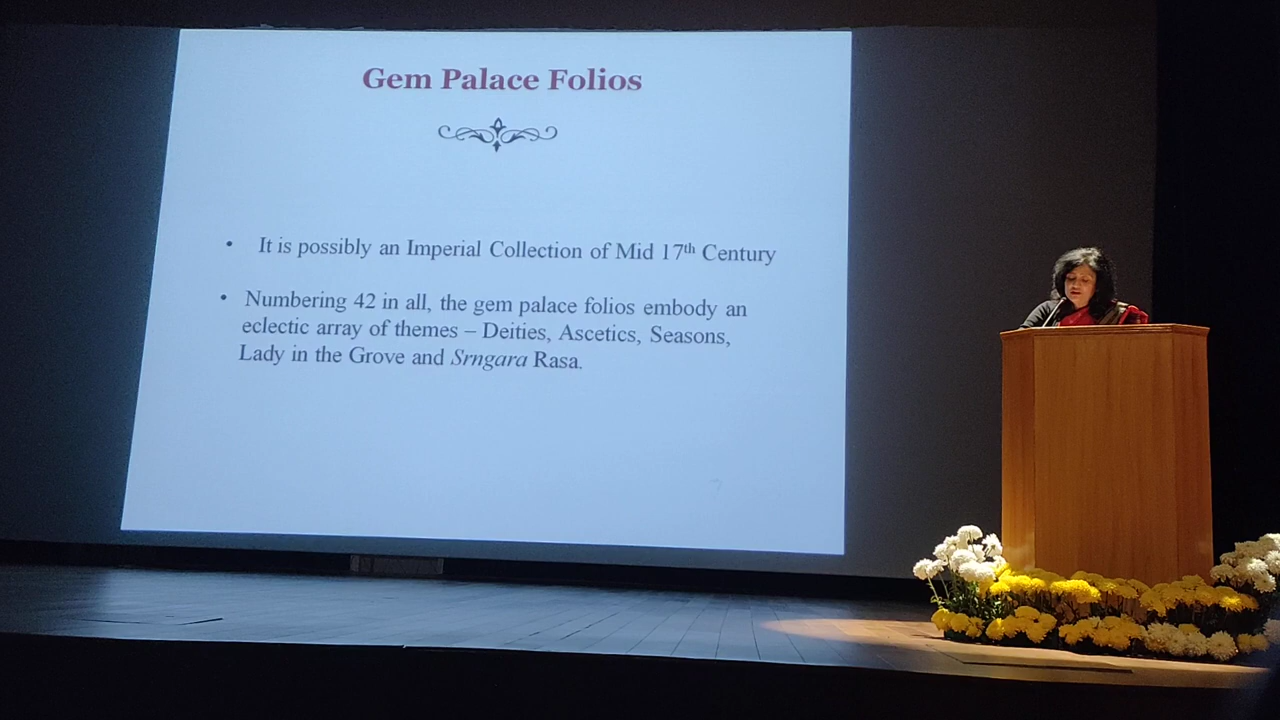 Gem Palace Folios
• It is possibly an Imperial Collection of Mid 17th Century
• Numbering 42 in all, the gem palace folios embody an
eclectic array of themes – Deities, Ascetics, Seasons,
Lady in the Grove and Srngara Rasa.